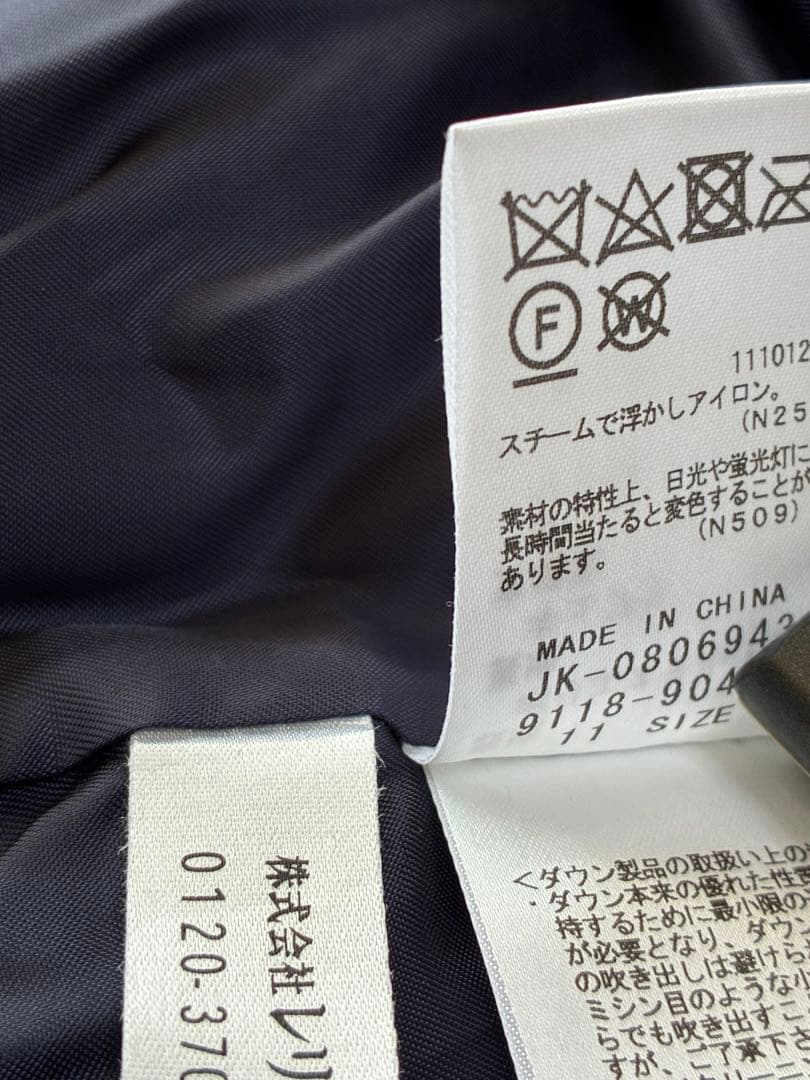 F
W
111012
スチームで浮かしアイロン。
(N25
素材の特性上、日光や蛍光灯に
長時間当たると変色することが
あります。
(N509)
MADE IN CHINA
JK-080694
9118-904
11 SIZE
<ダウン製品の取扱い上の
・ダウン本来の優れた性
持するために最小限の
が必要となり、ダウン
の吹き出しは避けら
ミシン目のような小
らでも吹き出すこ
すが、ご了承下さ
株式会社レリ
0120-370